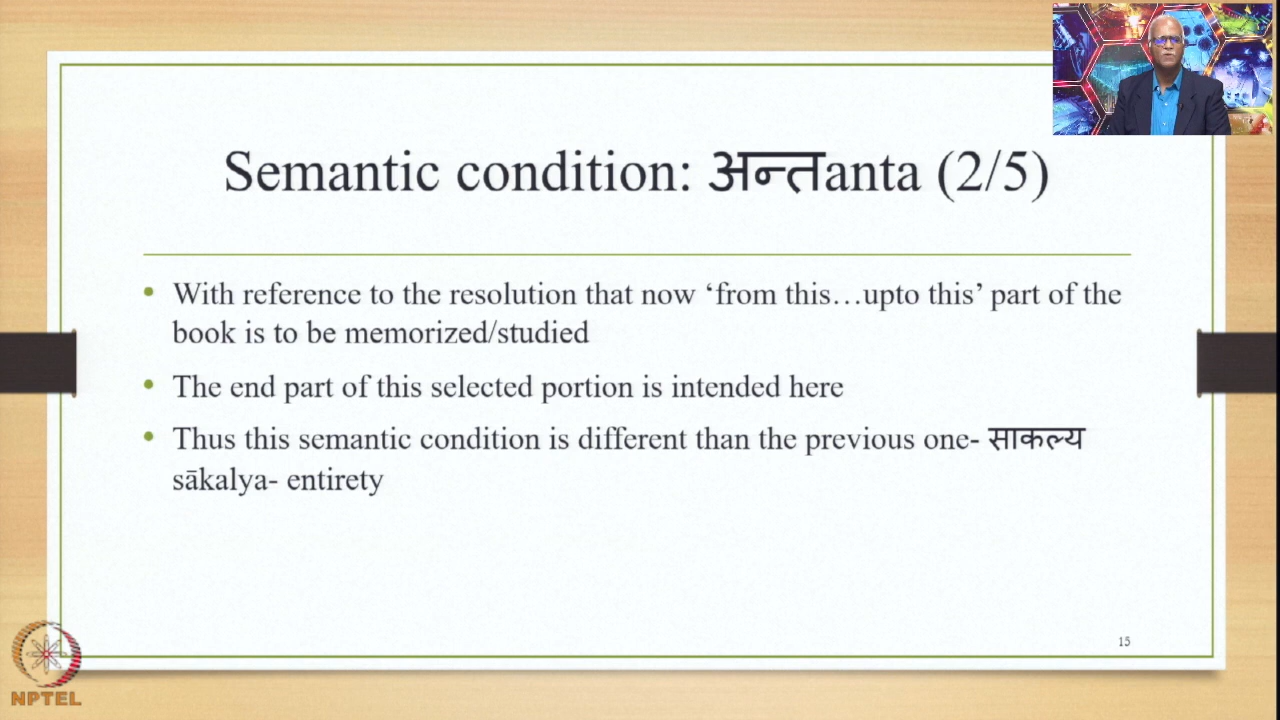 Semantic condition: अन्तanta (2/5)
• With reference to the resolution that now ‘from this…upto this’ part of the
book is to be memorized/studied
• The end part of this selected portion is intended here
• Thus this semantic condition is different than the previous one- साकल्य
sākalya- entirety
15
NPTEL